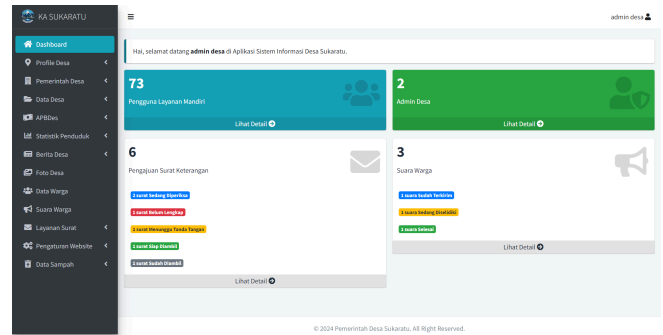 KA SUKARATU
admin desa
Dashboard
Profile Desa
Pemerintah Desa
Data Desa
APBDes
Statistik Penduduk
Berita Desa
Foto Desa
Data Warga
Suara Warga
Layanan Surat
Pengaturan Website
Data Sampah
Hai, selamat datang admin desa di Aplikasi Sistem Informasi Desa Sukaratu.
73
Pengguna Layanan Mandiri
Lihat Detail
2
Admin Desa
Lihat Detail
6
Pengajuan Surat Keterangan
2 surat Sedang Diperiksa
1 surat Belum Lengkap
1 surat Menunggu Tanda Tangan
1 surat Siap Diambil
1 surat Sudah Diambil
Lihat Detail
3
Suara Warga
1 suara Sudah Terkirim
1 suara Sedang Diselidiki
1 suara Selesai
Lihat Detail
© 2024 Pemerintah Desa Sukaratu. All Right Reserved.